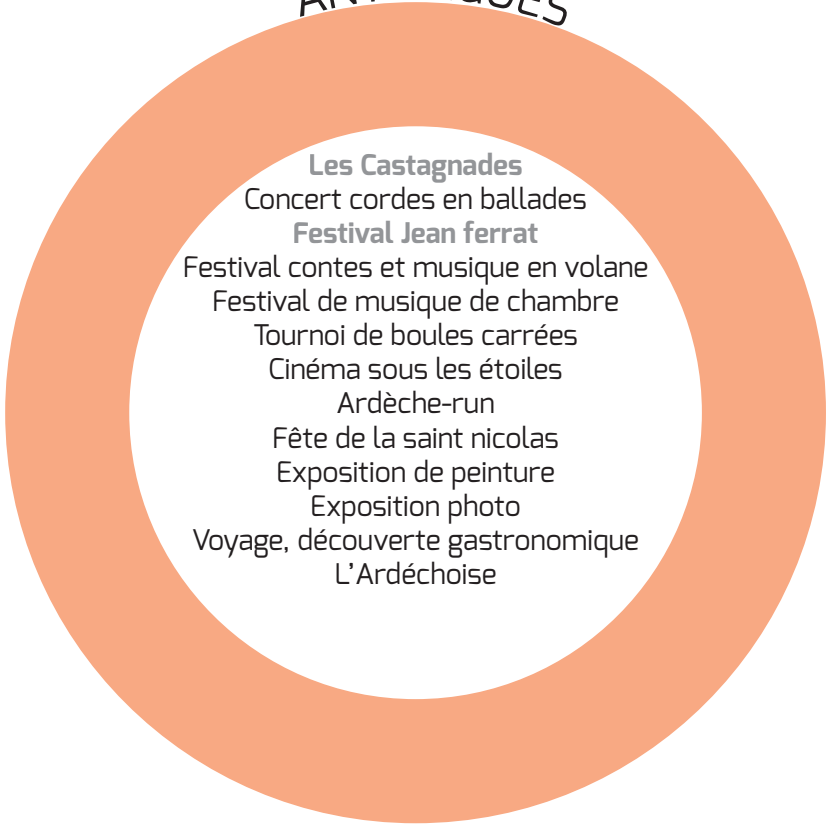 Les Castagnades
Concert cordes en ballades
Festival Jean ferrat
Festival contes et musique en volane
Festival de musique de chambre
Tournoi de boules carrées
Cinéma sous les étoiles
Ardèche-run
Fête de la saint nicolas
Exposition de peinture
Exposition photo
Voyage, découverte gastronomique
L'Ardéchoise